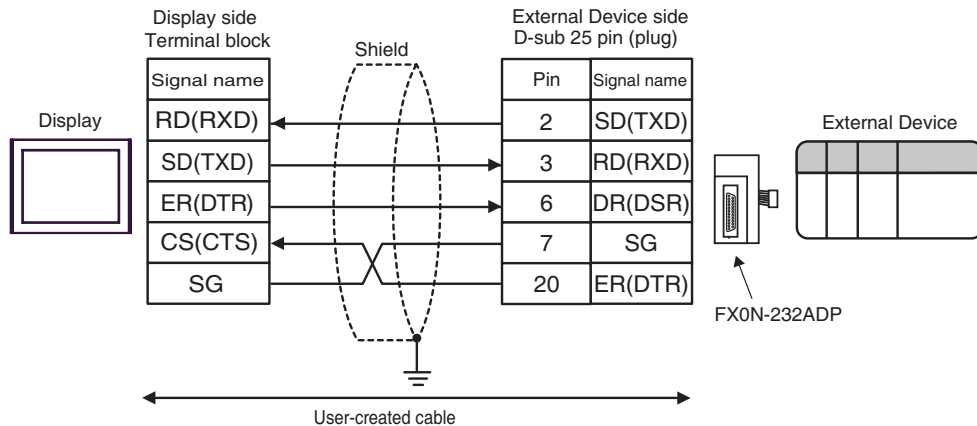 Display side
Terminal block
External Device side
D-sub 25 pin (plug)
Shield
Signal name
Pin
Signal name
Display
RD(RXD)
2
SD(TXD)
External Device
SD(TXD)
3
RD(RXD)
ER(DTR)
6
DR(DSR)
CS(CTS)
7
SG
SG
20
ER(DTR)
FX0N-232ADP
User-created cable